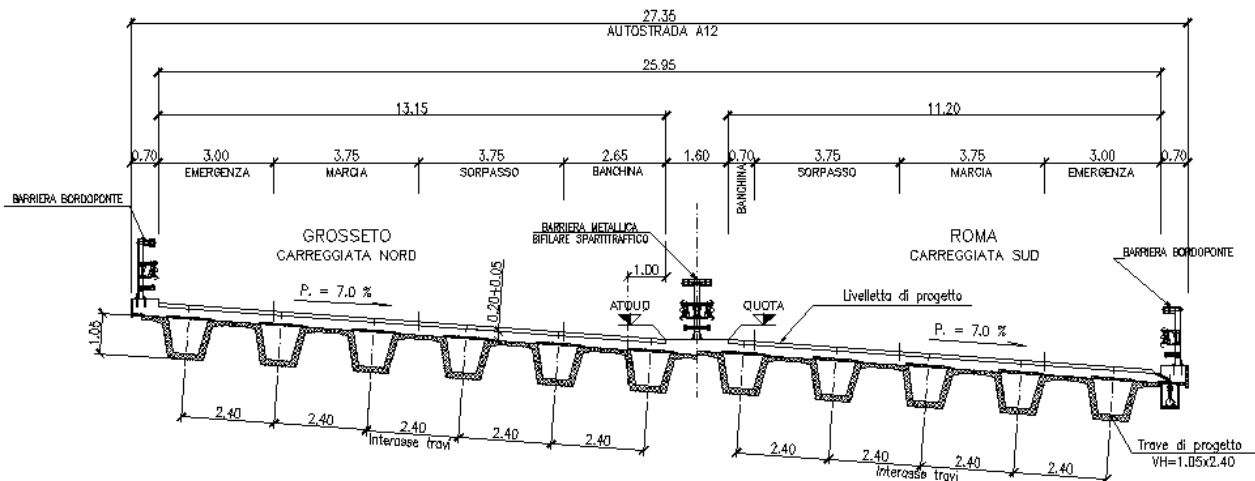 27.35
AUTOSTRADA A12
25.95
13.15
11.20
0.70
3.00
3.75
3.75
2.65
1.60
0.70
3.75
3.75
3.00
0.70
EMERGENZA
MARCIA
SORPASSO
BANCHINA
BANCHINA
SORPASSO
MARCIA
EMERGENZA
BARRIERA BORDOPONTE
GROSSETO
CARREGGIATA NORD
BARRIERA METALLICA
BIFILARE SPARTITRAFFICO
ROMA
CARREGGIATA SUD
BARRIERA BORDOPONTE
1.00
P. = 7.0 %
0.20+0.05
ATOUQ
QUOTA
Livelletta di progetto
P. = 7.0 %
1.05
2.40
2.40
2.40
2.40
2.40
Interasse travi
2.40
2.40
2.40
2.40
Interasse travi
Trave di progetto
VH=1.05x2.40